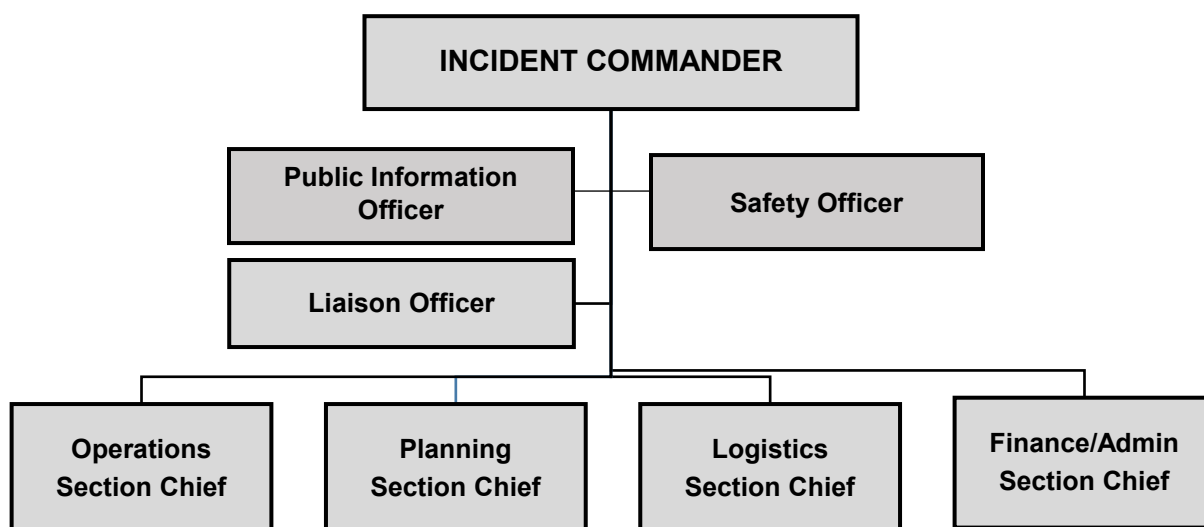 INCIDENT COMMANDER
Public Information
Officer
Safety Officer
Liaison Officer
Operations
Section Chief
Planning
Section Chief
Logistics
Section Chief
Finance/Admin
Section Chief